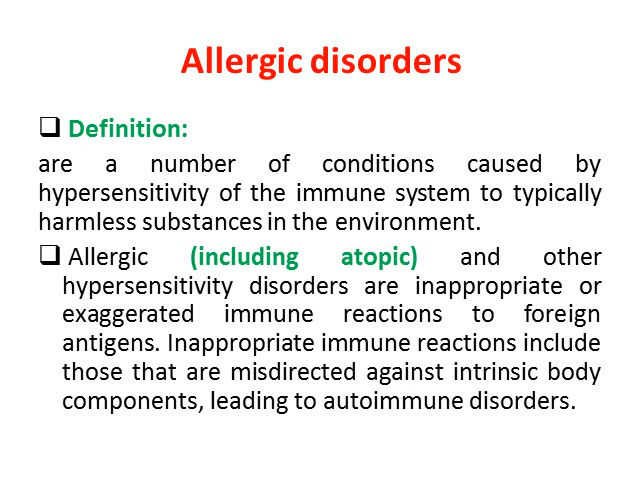 Allergic disorders
❑ Definition:
are a number of conditions caused by
hypersensitivity of the immune system to typically
harmless substances in the environment.
❑ Allergic (including atopic) and other
hypersensitivity disorders are inappropriate or
exaggerated immune reactions to foreign
antigens. Inappropriate immune reactions include
those that are misdirected against intrinsic body
components, leading to autoimmune disorders.